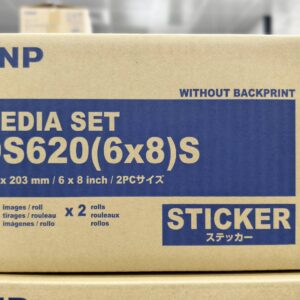 NP
WITHOUT BACKPRINT
EDIA SET
S620(6x8)S
x 203 mm / 6 x 8 inch / 2PCサイズ
images / roll
tirages / rouleau
imágenes / rollo
x 2
rolls
rouleaux
rollos
STICKER
ステッカー